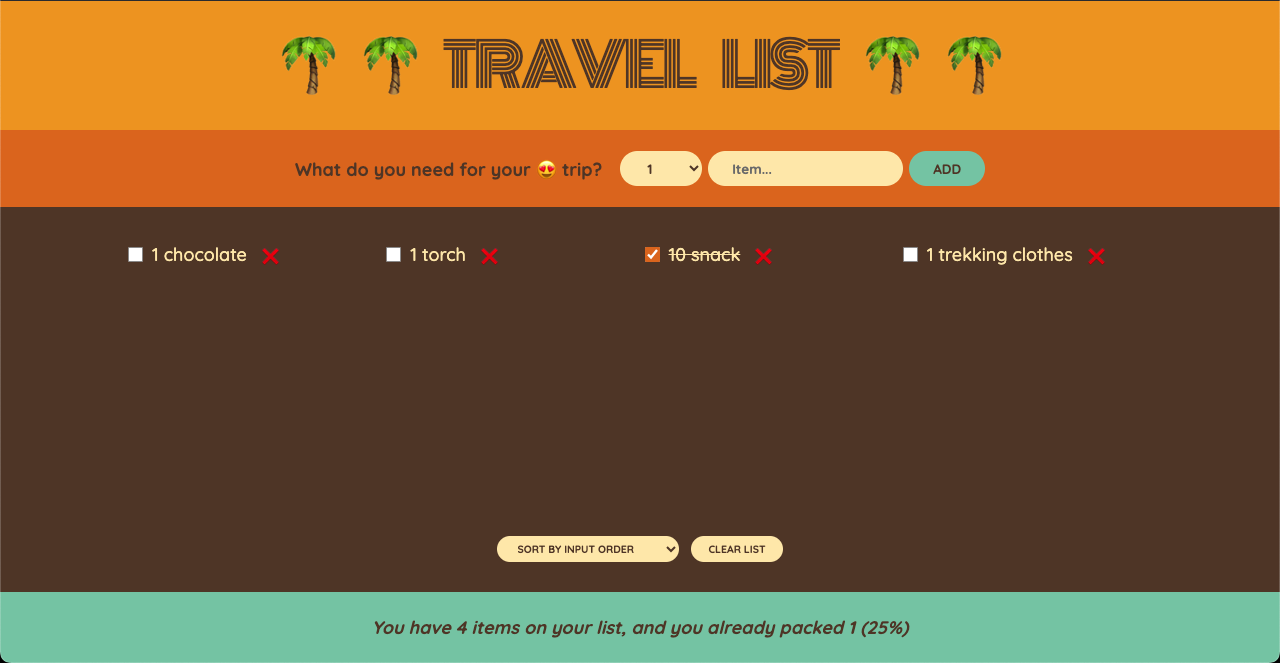 🌴 🌴 TRAVEL LIST 🌴 🌴
What do you need for your 😍 trip? 1 Item... ADD
1 chocolate ❌ 1 torch ❌ 10 snack ❌ 1 trekking clothes ❌
SORT BY INPUT ORDER CLEAR LIST
You have 4 items on your list, and you already packed 1 (25%)